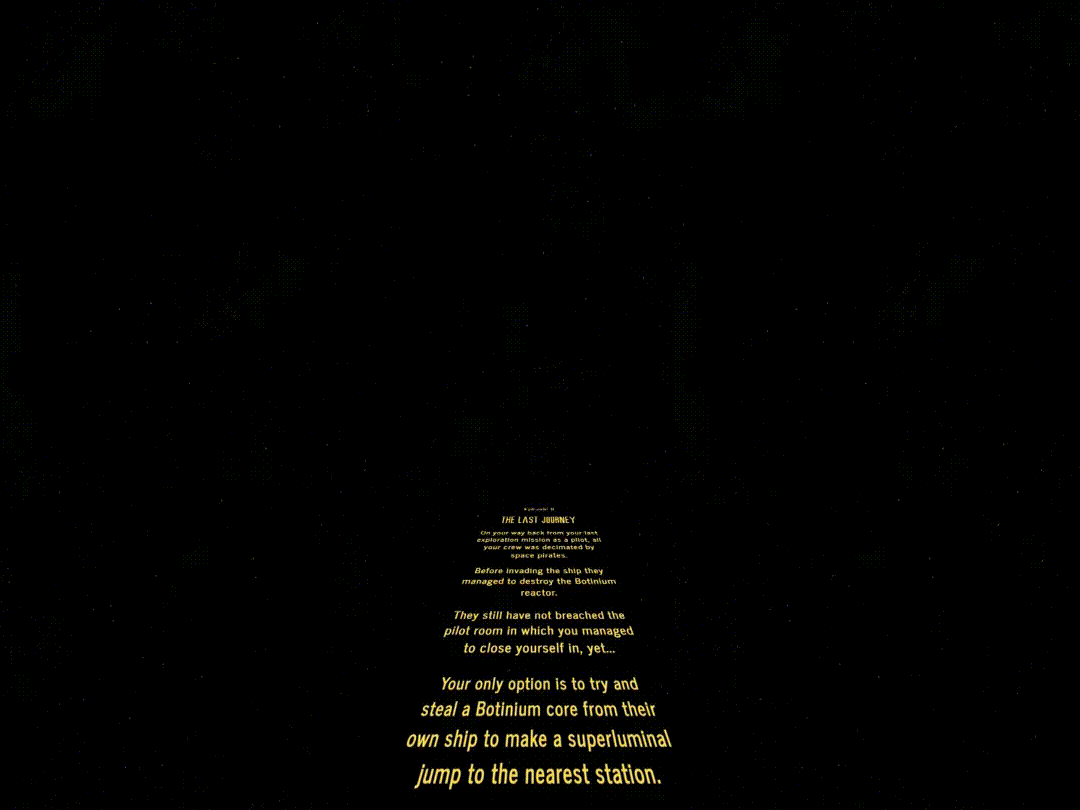 THE LAST JOURNEY
On your way back from your last
exploration mission as a pilot, all
your crew was decimated by
space pirates.
Before invading the ship they
managed to destroy the Botinium
reactor.
They still have not breached the
pilot room in which you managed
to close yourself in, yet...
Your only option is to try and
steal a Botinium core from their
own ship to make a superluminal
jump to the nearest station.